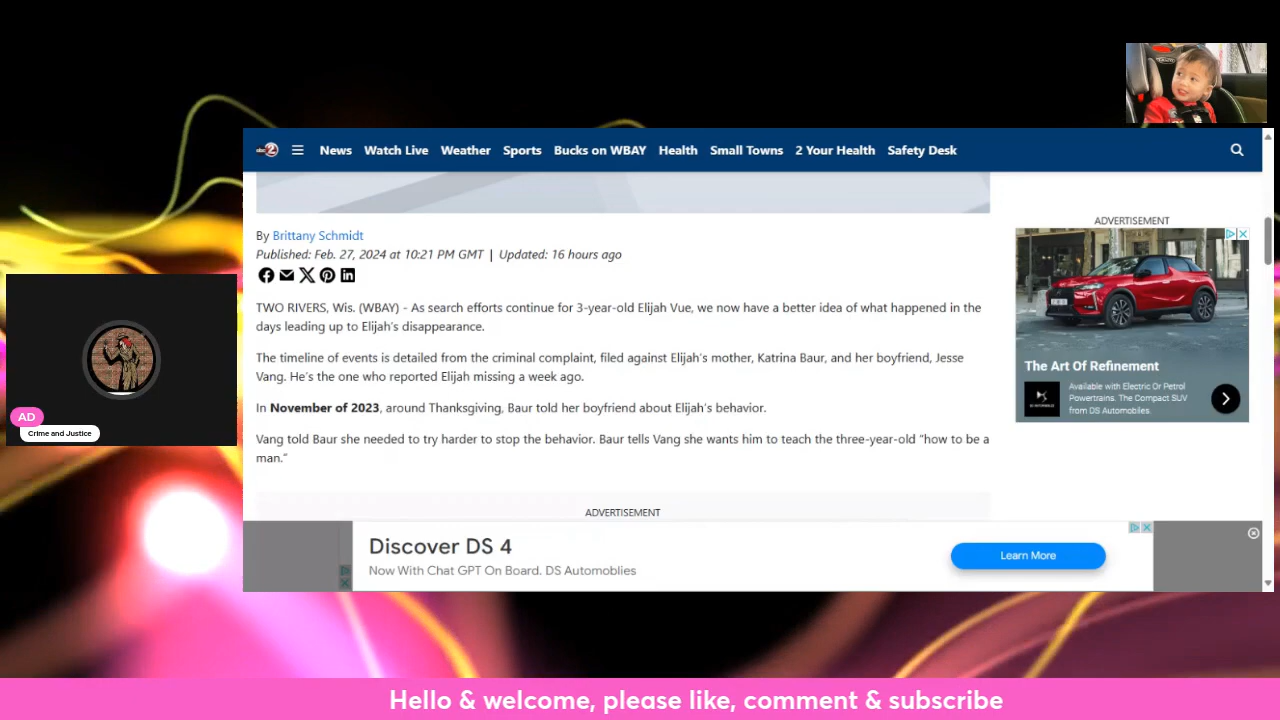 abc 2
News Watch Live Weather Sports Bucks on WBAY Health Small Towns 2 Your Health Safety Desk
By Brittany Schmidt
Published: Feb. 27, 2024 at 10:21 PM GMT | Updated: 16 hours ago
TWO RIVERS, Wis. (WBAY) - As search efforts continue for 3-year-old Elijah Vue, we now have a better idea of what happened in the
days leading up to Elijah's disappearance.
The timeline of events is detailed from the criminal complaint, filed against Elijah's mother, Katrina Baur, and her boyfriend, Jesse
Vang. He's the one who reported Elijah missing a week ago.
In November of 2023, around Thanksgiving, Baur told her boyfriend about Elijah's behavior.
Vang told Baur she needed to try harder to stop the behavior. Baur tells Vang she wants him to teach the three-year-old "how to be a
man."
ADVERTISEMENT
ADVERTISEMENT
The Art Of Refinement
Available with Electric Or Petrol
Powertrains. The Compact SUV
from DS Automobiles.
Discover DS 4
Now With Chat GPT On Board. DS Automoblies
Learn More
AD
Crime and Justice
Hello & welcome, please like, comment & subscribe